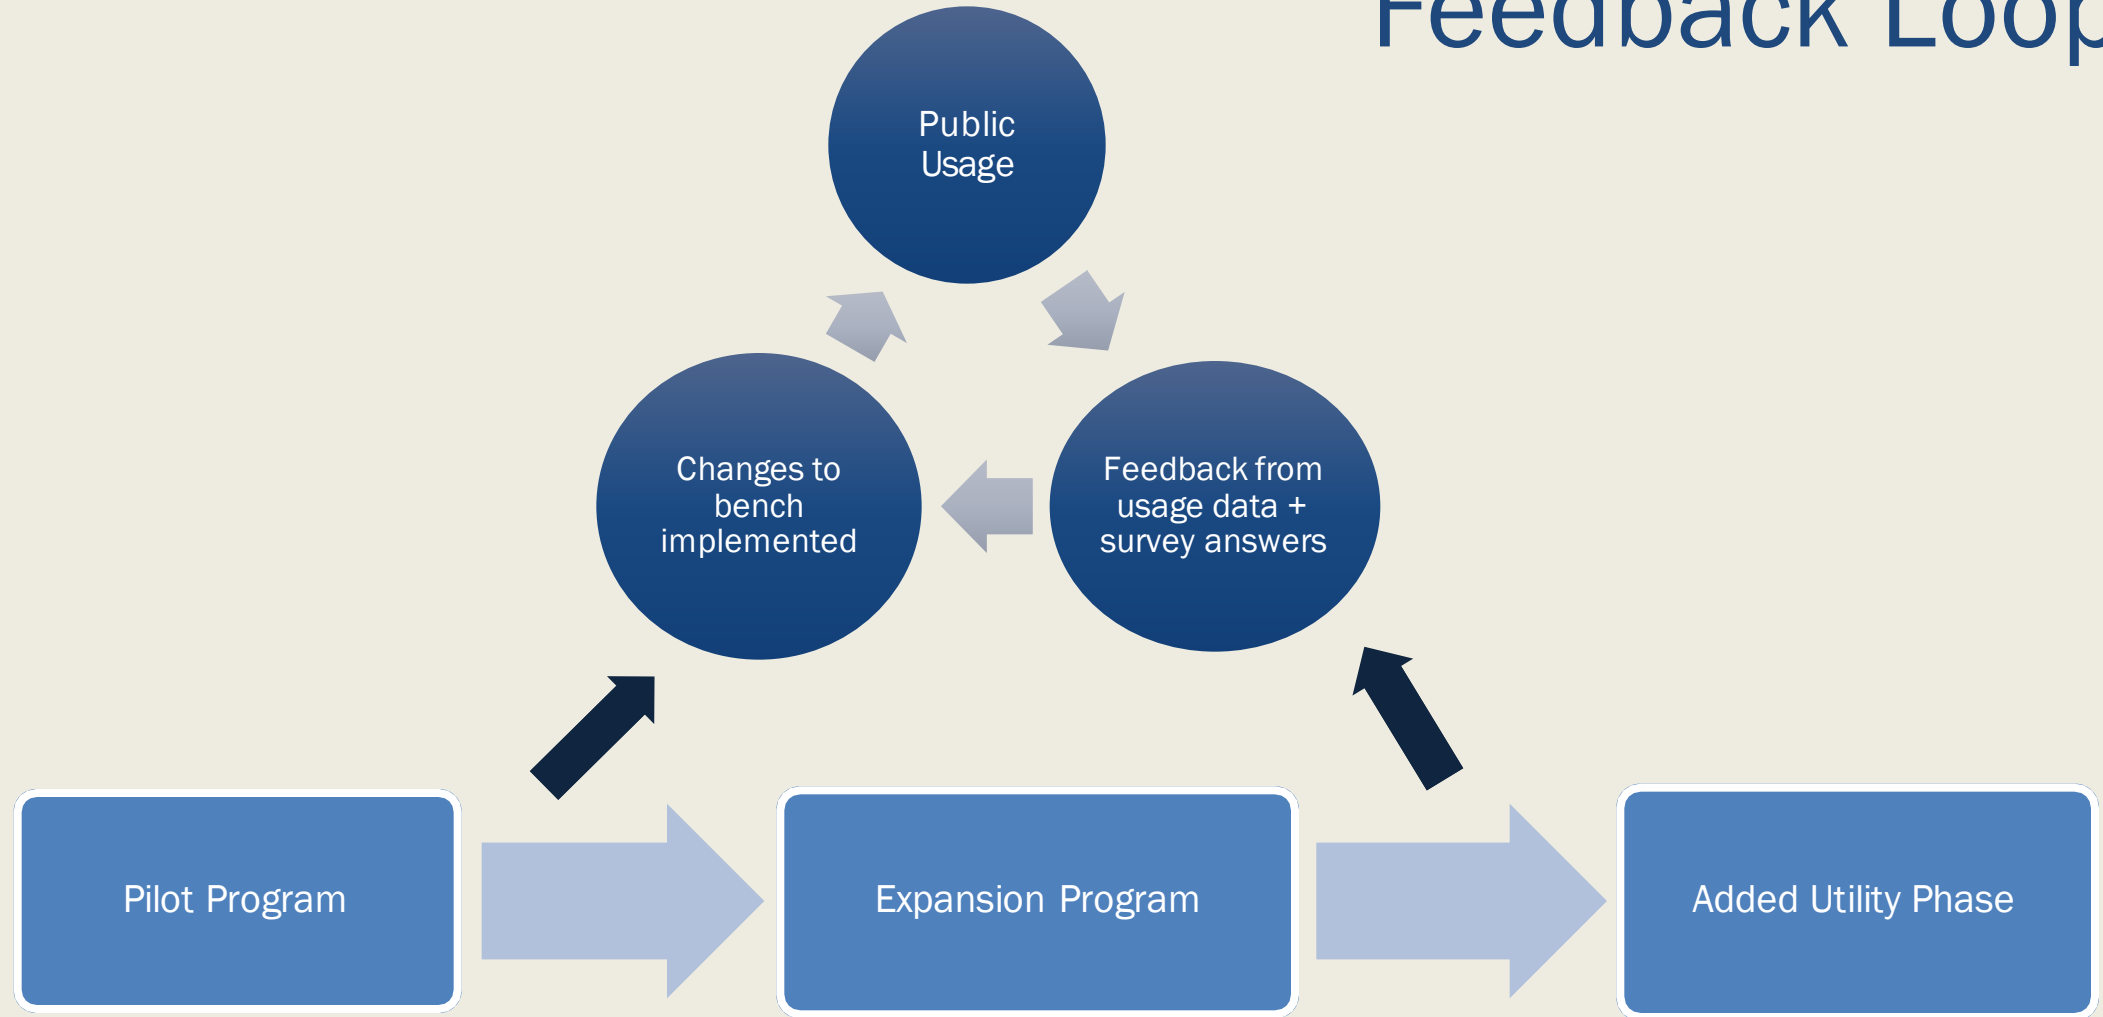 Feedback Loop
Public
Usage
Changes to
bench
implemented
Feedback from
usage data +
survey answers
Pilot Program
Expansion Program
Added Utility Phase